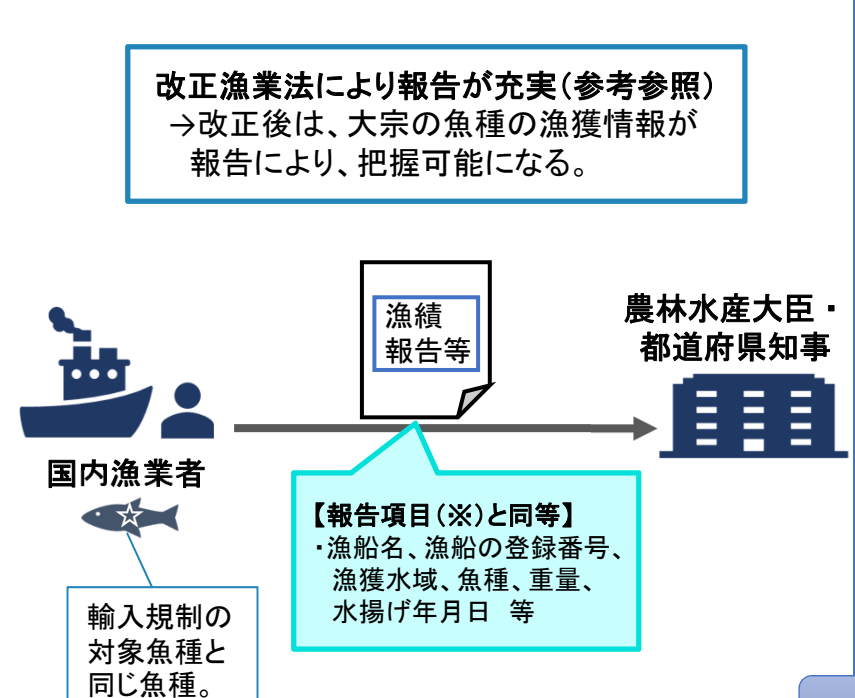 改正漁業法により報告が充実(参考参照)
→改正後は、大宗の魚種の漁獲情報が
報告により、把握可能になる。
漁績
報告等
農林水産大臣・
都道府県知事
国内漁業者
【報告項目(※)と同等】
・漁船名、漁船の登録番号、
漁獲水域、魚種、重量、
水揚げ年月日 等
輸入規制の
対象魚種と
同じ魚種。